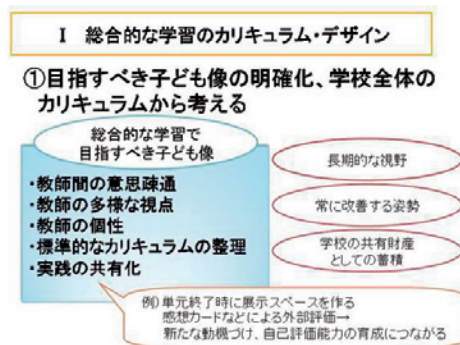 Ⅰ 総合的な学習のカリキュラム・デザイン
①目指すべき子ども像の明確化、学校全体の
カリキュラムから考える
総合的な学習で
目指すべき子ども像
・教師間の意思疎通
・教師の多様な視点
・教師の個性
・標準的なカリキュラムの整理
・実践の共有化
長期的な視野
常に改善する姿勢
学校の共有財産
としての蓄積
例）単元終了時に展示スペースを作る
感想カードなどによる外部評価→
新たな動機づけ、自己評価能力の育成につながる